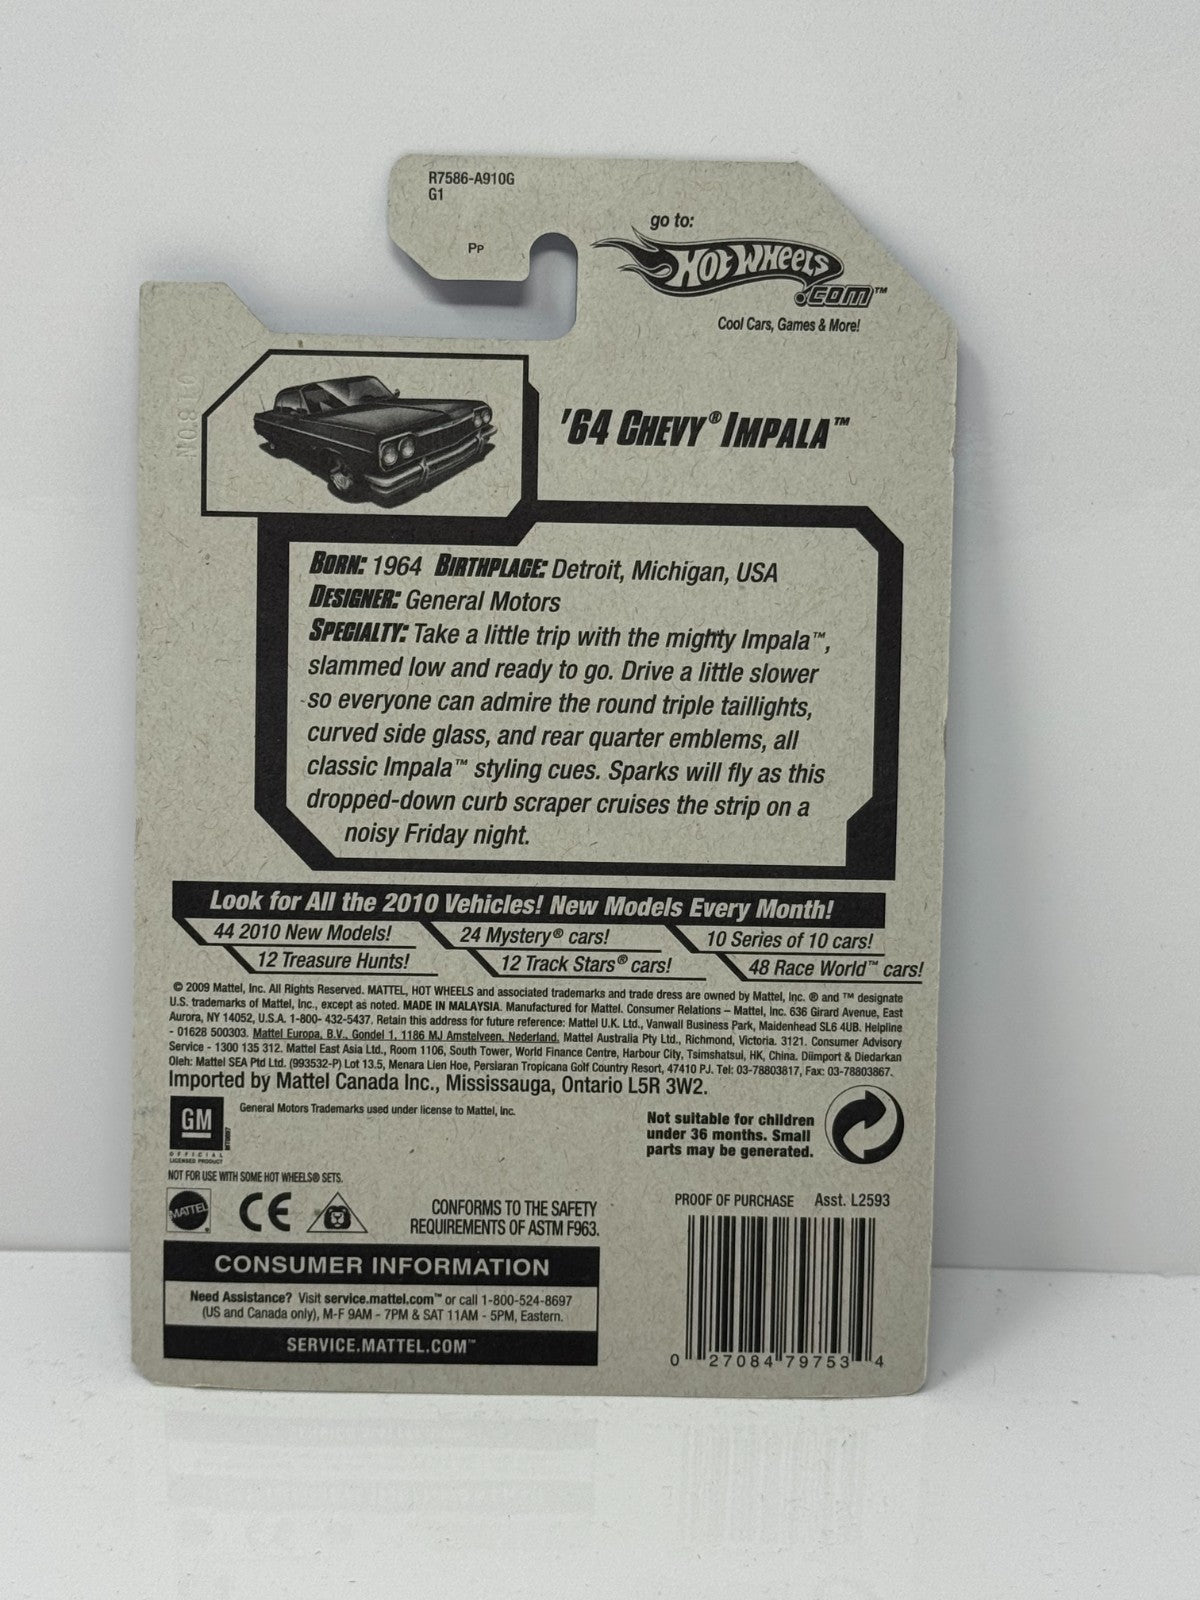 R7586-A910G
G1
Pp
go to:
Hot Wheels
.com™
Cool Cars, Games & More!
'64 Chevy® Impala™
Born: 1964 Birthplace: Detroit, Michigan, USA
Designer: General Motors
Specialty: Take a little trip with the mighty Impala™,
slammed low and ready to go. Drive a little slower
so everyone can admire the round triple taillights,
curved side glass, and rear quarter emblems, all
classic Impala™ styling cues. Sparks will fly as this
dropped-down curb scraper cruises the strip on a
noisy Friday night.
Look for All the 2010 Vehicles! New Models Every Month!
44 2010 New Models! 24 Mystery® cars! 10 Series of 10 cars!
12 Treasure Hunts! 12 Track Stars® cars! 48 Race World™ cars!
© 2009 Mattel, Inc. All Rights Reserved. MATTEL, HOT WHEELS and associated trademarks and trade dress are owned by Mattel, Inc. ® and ™ designate
U.S. trademarks of Mattel, Inc., except as noted. MADE IN MALAYSIA. Manufactured for Mattel. Consumer Relations – Mattel, Inc. 636 Girard Avenue, East
Aurora, NY 14052, U.S.A. 1-800- 432-5437. Retain this address for future reference: Mattel U.K. Ltd., Vanwall Business Park, Maidenhead SL6 4UB. Helpline
- 01628 500303. Mattel Europa, B.V., Gondel 1, 1186 MJ Amstelveen, Nederland. Mattel Australia Pty Ltd., Richmond, Victoria. 3121. Consumer Advisory
Service - 1300 135 312. Mattel East Asia Ltd., Room 1106, South Tower, World Finance Centre, Harbour City, Tsimshatsui, HK, China. Diimport & Diedarkan
Oleh: Mattel SEA Ptd Ltd. (993532-P) Lot 13.5, Menara Lien Hoe, Persiaran Tropicana Golf Country Resort, 47410 PJ. Tel: 03-78803817, Fax: 03-78803867.
Imported by Mattel Canada Inc., Mississauga, Ontario L5R 3W2.
GM
OFFICIAL
LICENSED PRODUCT
General Motors Trademarks used under license to Mattel, Inc.
Not suitable for children
under 36 months. Small
parts may be generated.
NOT FOR USE WITH SOME HOT WHEELS® SETS.
MATTEL ®
CE
CONFORMS TO THE SAFETY
REQUIREMENTS OF ASTM F963.
PROOF OF PURCHASE Asst. L2593
CONSUMER INFORMATION
Need Assistance? Visit service.mattel.com™ or call 1-800-524-8697
(US and Canada only), M-F 9AM - 7PM & SAT 11AM - 5PM, Eastern.
SERVICE.MATTEL.COM™
0 27084 79753 4